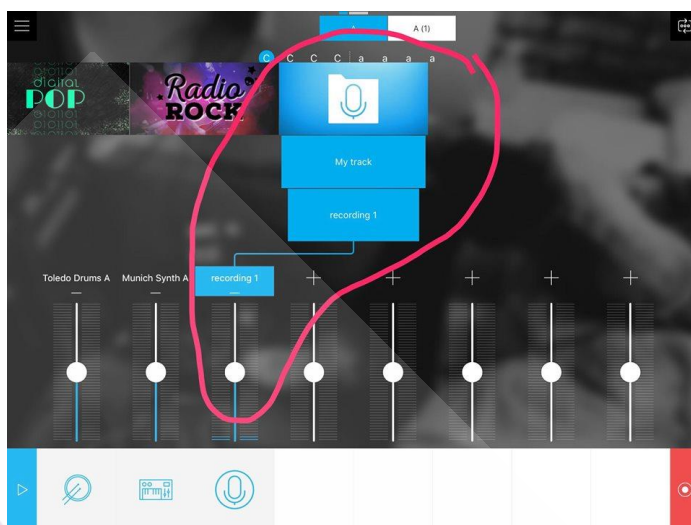 A (1)
C C C C a a a a
digital
POP
Radio
ROCK
My track
recording 1
Toledo Drums A
Munich Synth A
recording 1